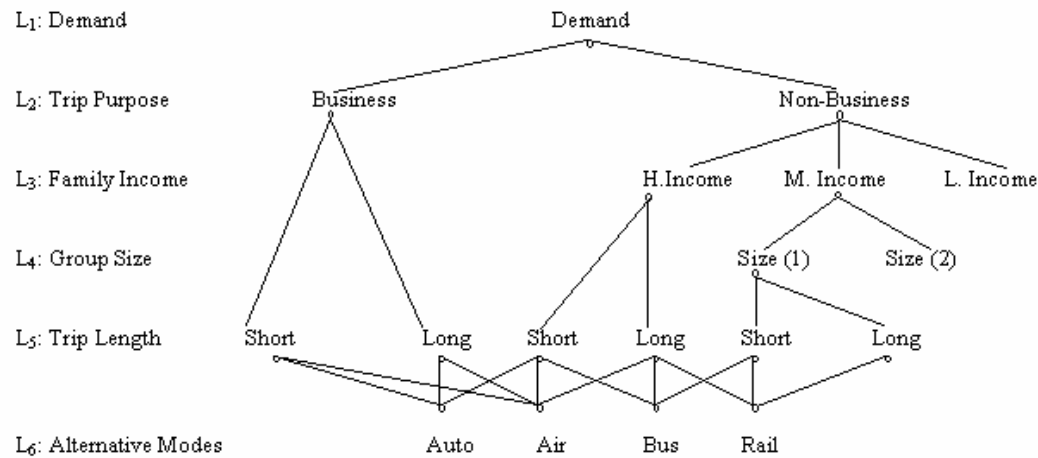 L₁: Demand Demand
L₂: Trip Purpose Business Non-Business
L₃: Family Income H.Income M. Income L. Income
L₄: Group Size Size (1) Size (2)
L₅: Trip Length Short Long Short Long Short Long
L₆: Alternative Modes Auto Air Bus Rail